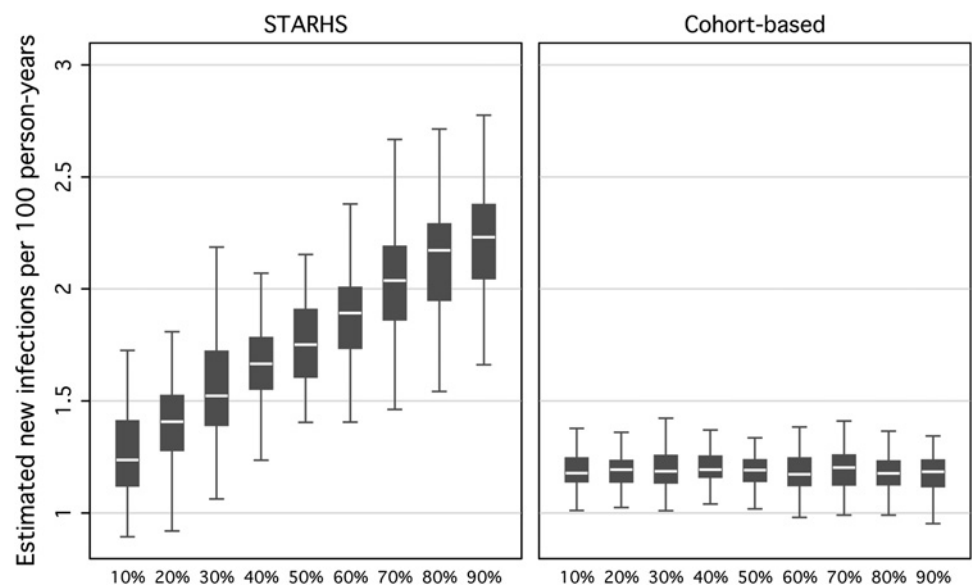 STARHS
Cohort-based
Estimated new infections per 100 person-years
3
2.5
2
1.5
1
10% 20% 30% 40% 50% 60% 70% 80% 90%
10% 20% 30% 40% 50% 60% 70% 80% 90%